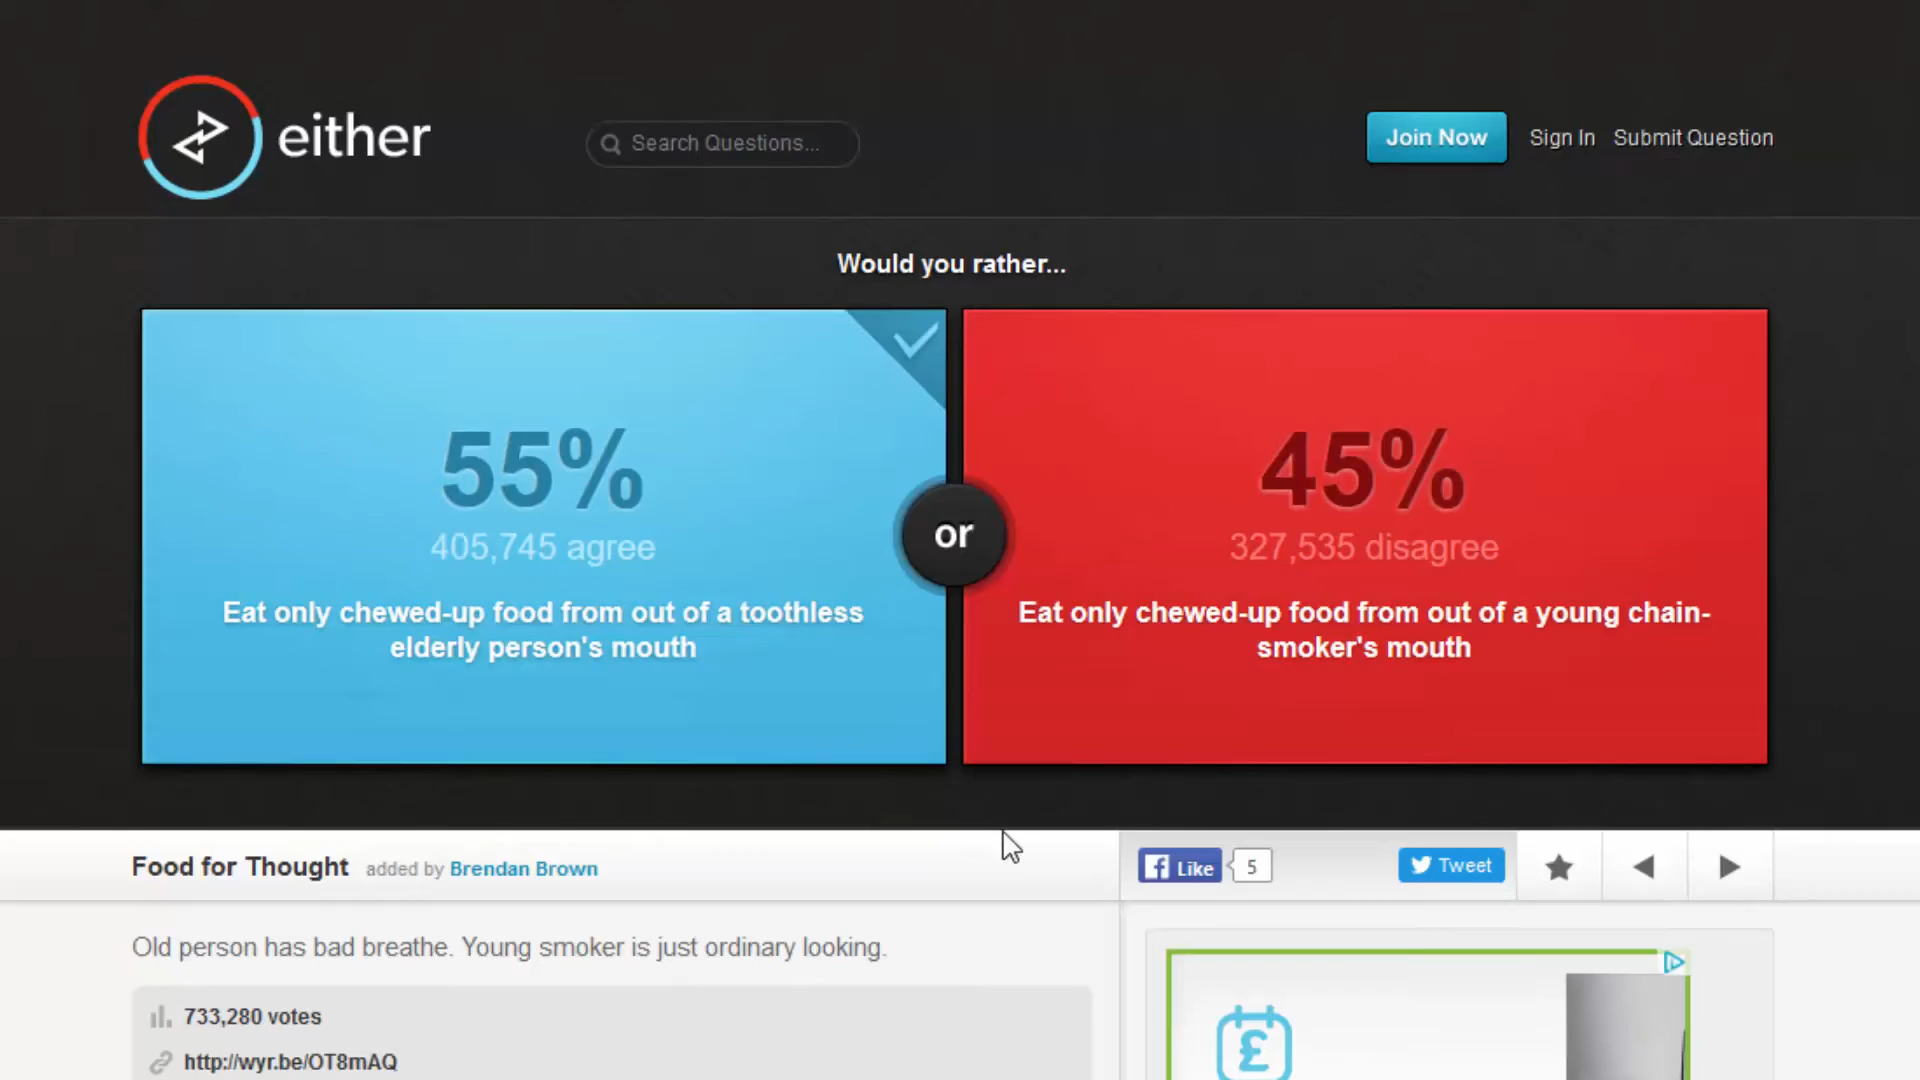 either
Search Questions...
Join Now
Sign In
Submit Question
Would you rather...
55%
405,745 agree
Eat only chewed-up food from out of a toothless
elderly person's mouth
or
45%
327,535 disagree
Eat only chewed-up food from out of a young chain-
smoker's mouth
Food for Thought added by Brendan Brown
Like 5
Tweet
Old person has bad breathe. Young smoker is just ordinary looking.
733,280 votes
http://wyr.be/OT8mAQ
£